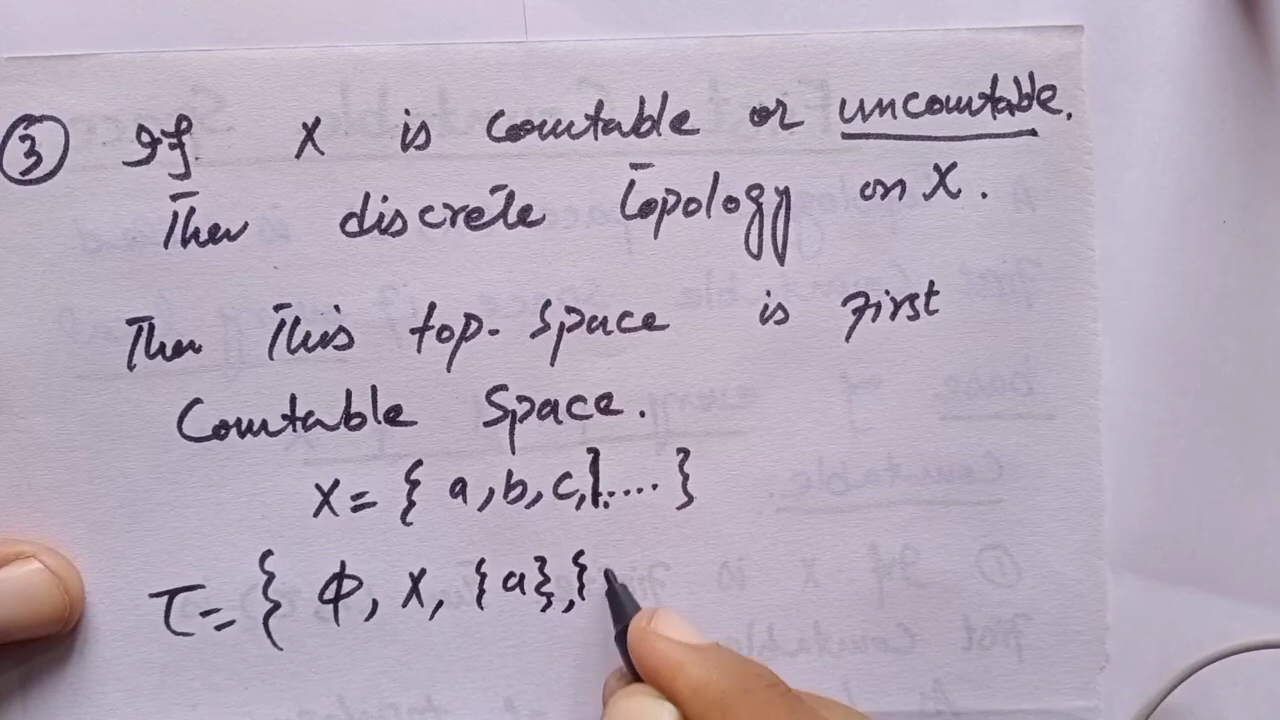 ③ If X is countable or uncountable.
Then discrete topology on X.
Then This top. Space is First
Countable Space.
X = { a, b, c, }.... }
τ = { Φ, X, {a}, {